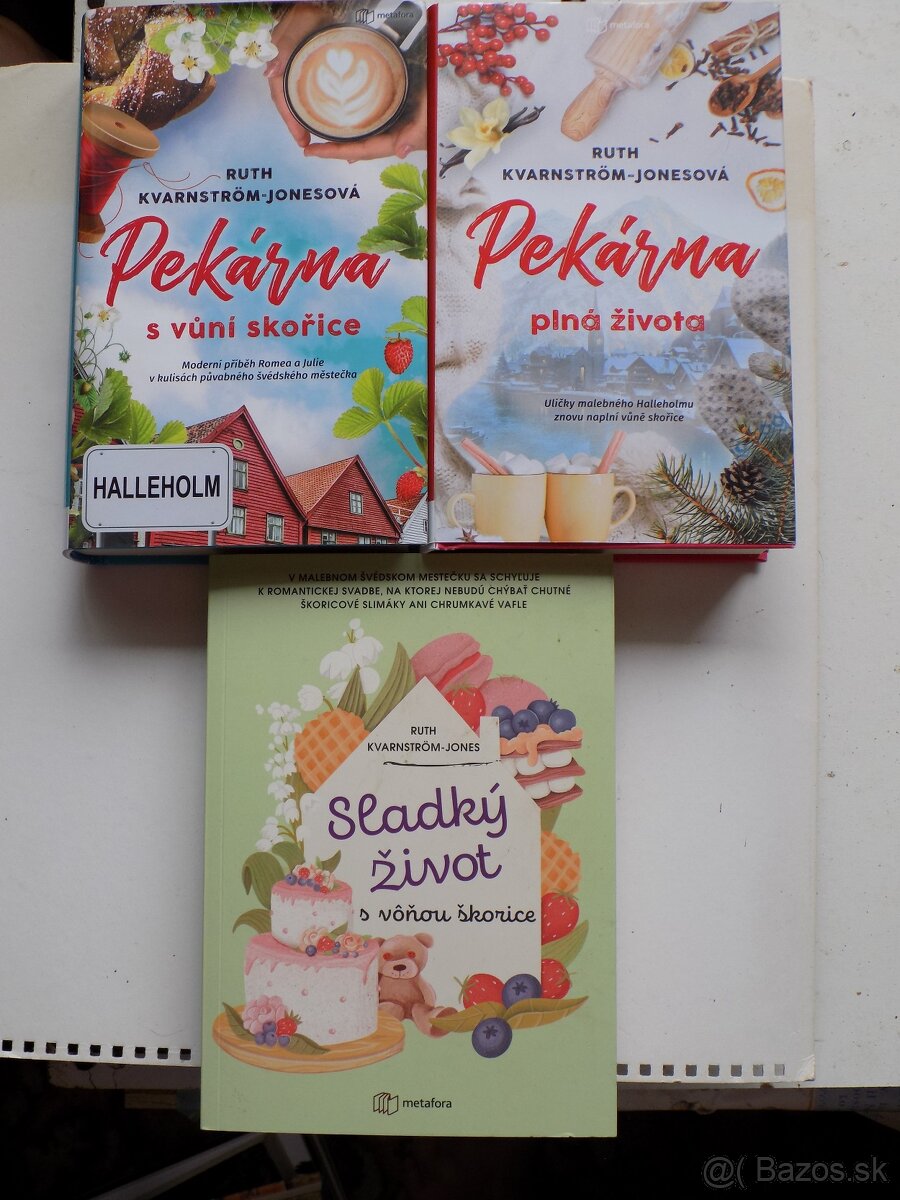 metafora
RUTH
KVARNSTRÖM-JONESOVÁ
Pekárna
s vůní skořice
Moderní příběh Romea a Julie
v kulisách půvabného švédského městečka
HALLEHOLM
metafora
RUTH
KVARNSTRÖM-JONESOVÁ
Pekárna
plná života
Uličky malebného Halleholmu
znovu naplní vůně skořice
V MALEBNOM ŠVÉDSKOM MESTEČKU SA SCHYĽUJE
K ROMANTICKEJ SVADBE, NA KTOREJ NEBUDÚ CHÝBAŤ CHUTNÉ
ŠKORICOVÉ SLIMÁKY ANI CHRUMKAVÉ VAFLE
RUTH
KVARNSTRÖM-JONES
Sladký
život
s vôňou škorice
metafora
@( Bazos.sk